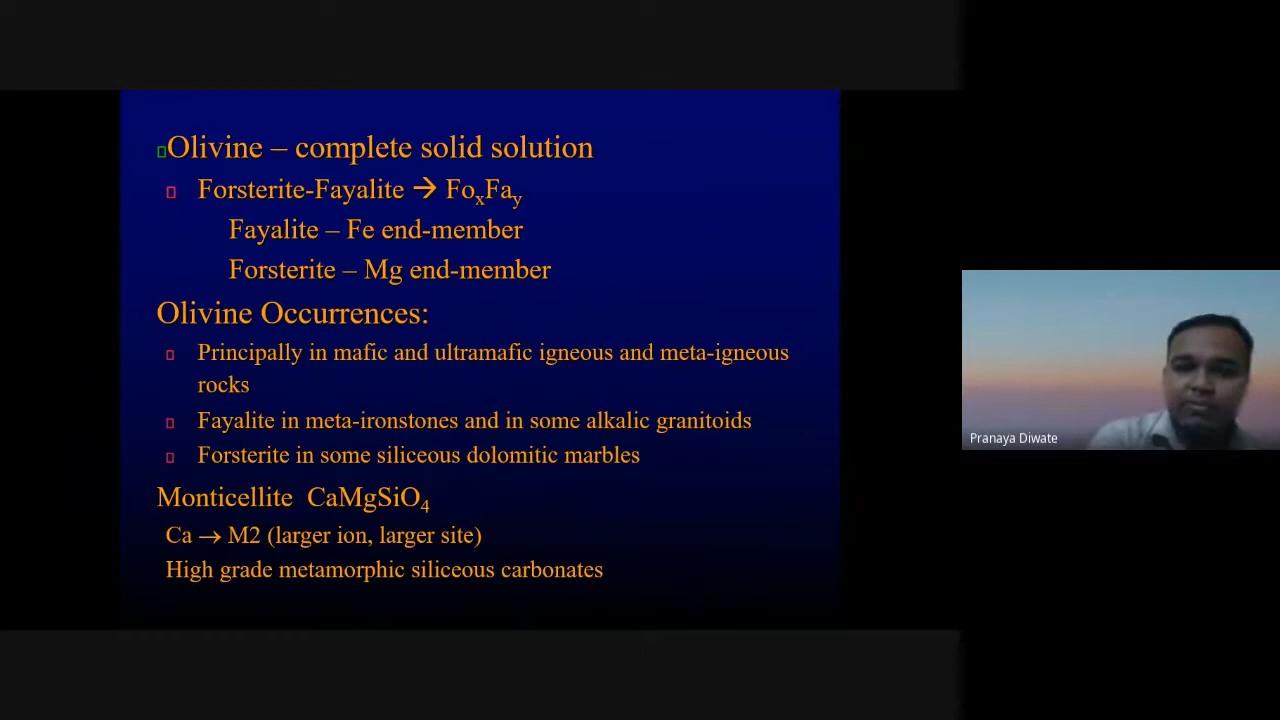 Olivine – complete solid solution
Forsterite-Fayalite → FoxFay
Fayalite – Fe end-member
Forsterite – Mg end-member
Olivine Occurrences:
Principally in mafic and ultramafic igneous and meta-igneous
rocks
Fayalite in meta-ironstones and in some alkalic granitoids
Forsterite in some siliceous dolomitic marbles
Monticellite CaMgSiO4
Ca → M2 (larger ion, larger site)
High grade metamorphic siliceous carbonates
Pranaya Diwate